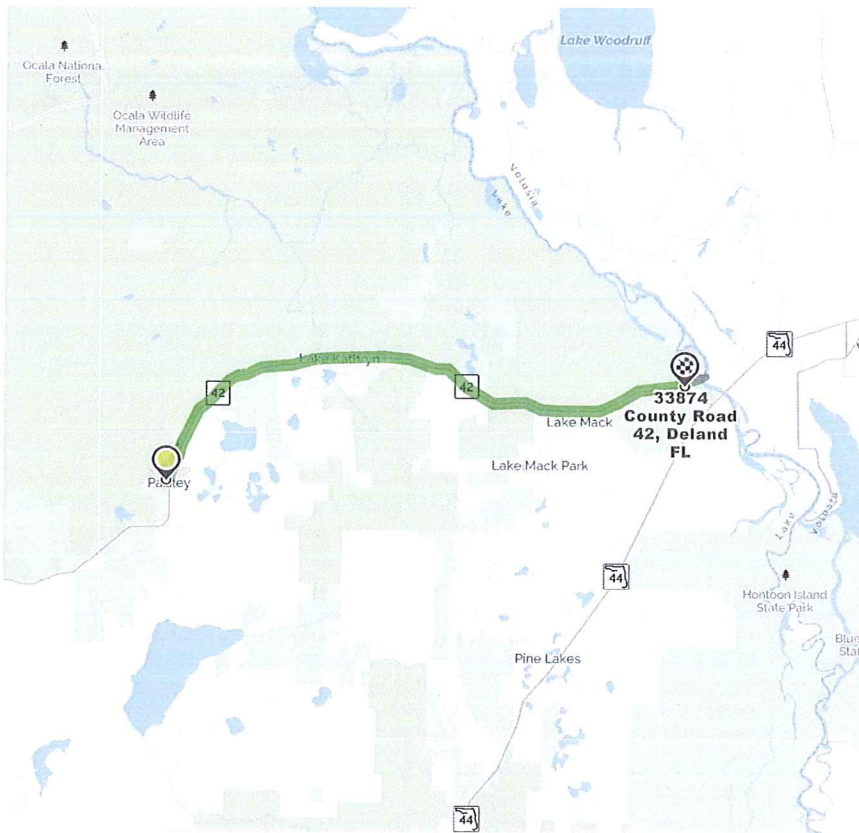 Lake Woodruff
Ocala National
Forest
Ocala Wildlife
Management
Area
Volusia
Lake
44
Lake Kathryn
42
42
33874
County Road
42, Deland
FL
Lake Mack
Lake Mack Park
Paisley
Lake
Volusia
44
Hontoon Island
State Park
Blue
Stat
Pine Lakes
44